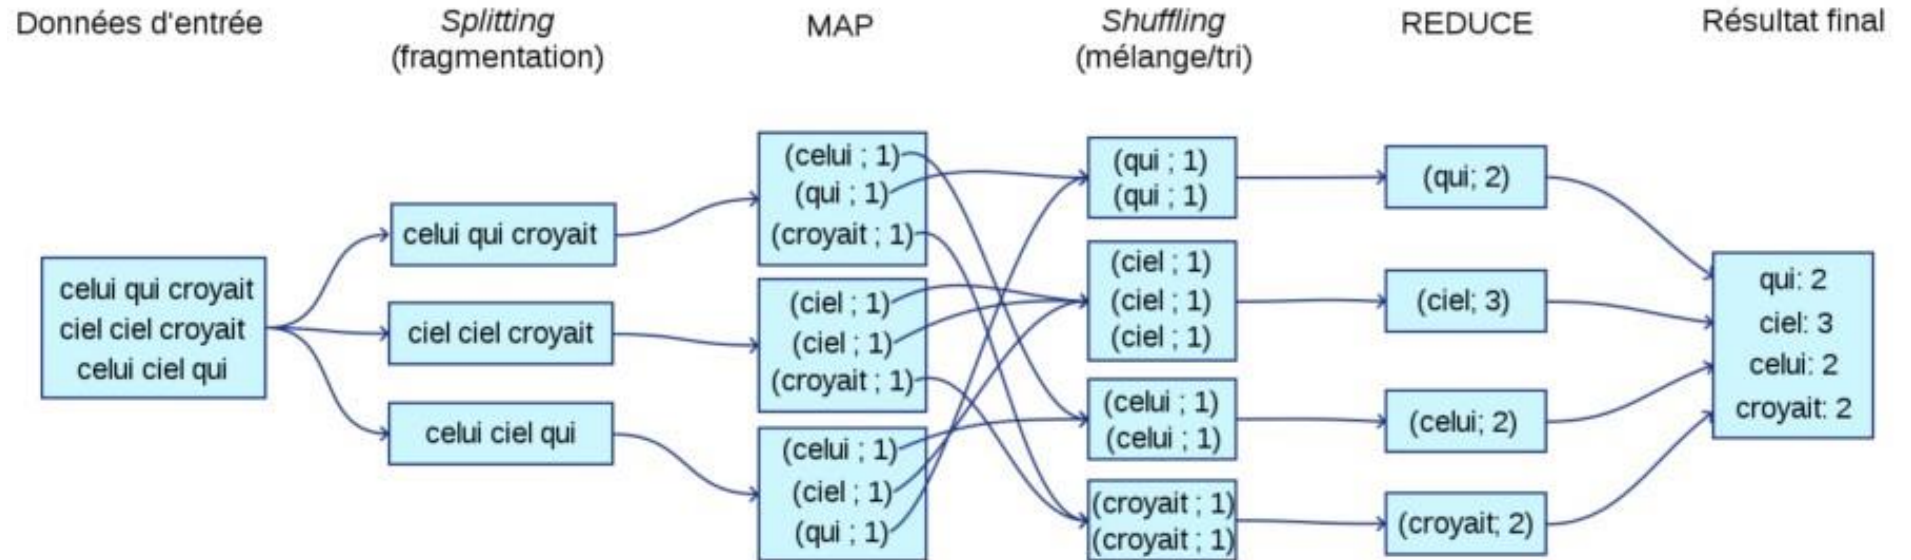 Données d'entrée
Splitting
(fragmentation)
MAP
Shuffling
(mélange/tri)
REDUCE
Résultat final
celui qui croyait
ciel ciel croyait
celui ciel qui
celui qui croyait
ciel ciel croyait
celui ciel qui
(celui ; 1)
(qui ; 1)
(croyait ; 1)
(ciel ; 1)
(ciel ; 1)
(croyait ; 1)
(celui ; 1)
(ciel ; 1)
(qui ; 1)
(qui ; 1)
(qui ; 1)
(ciel ; 1)
(ciel ; 1)
(ciel ; 1)
(celui ; 1)
(celui ; 1)
(croyait ; 1)
(croyait ; 1)
(qui; 2)
(ciel; 3)
(celui; 2)
(croyait; 2)
qui: 2
ciel: 3
celui: 2
croyait: 2